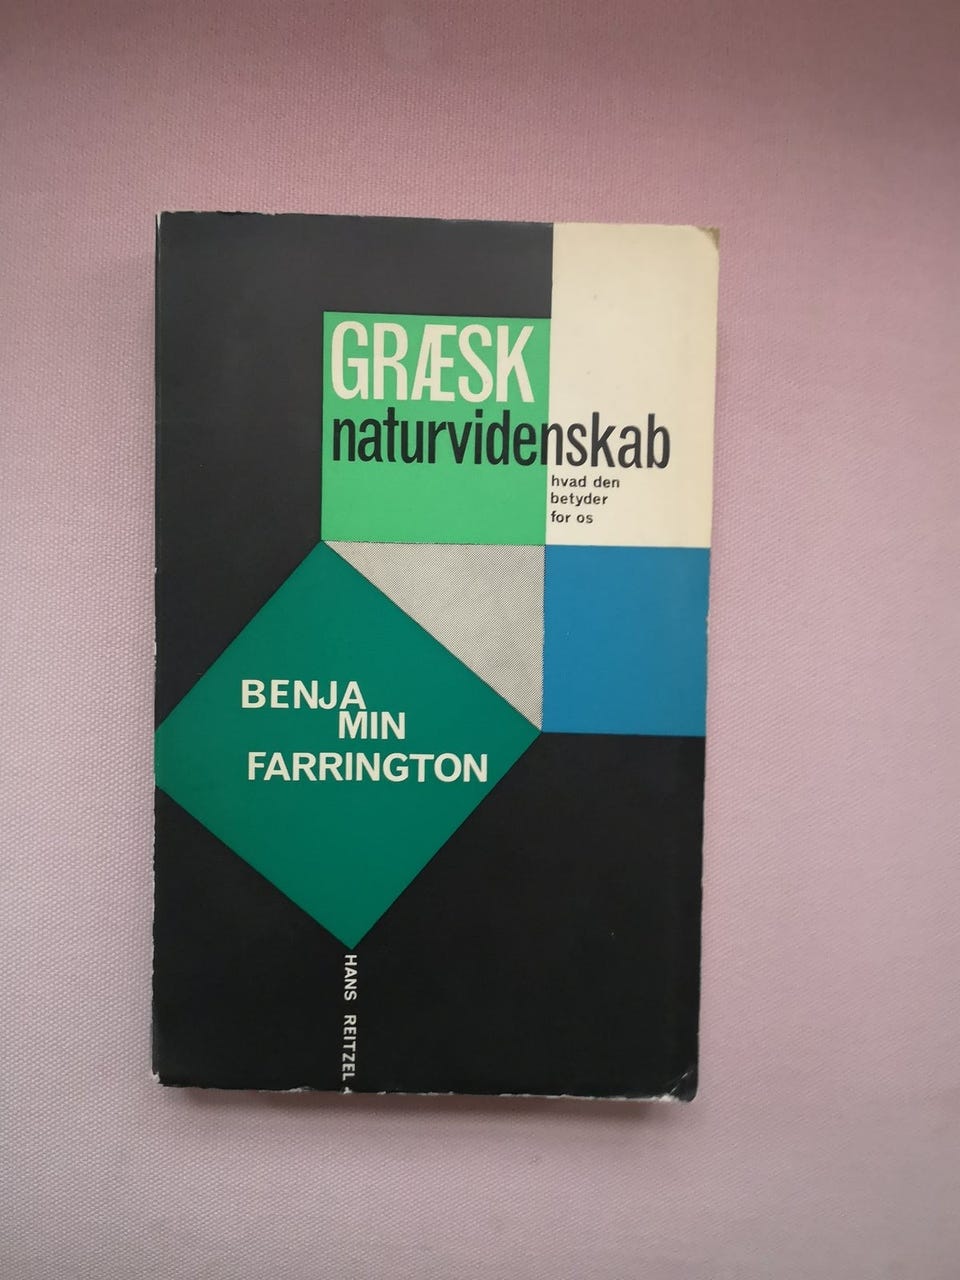 GRÆSK
naturvidenskab
hvad den
betyder
for os
BENJA
MIN
FARRINGTON
HANS REITZEL